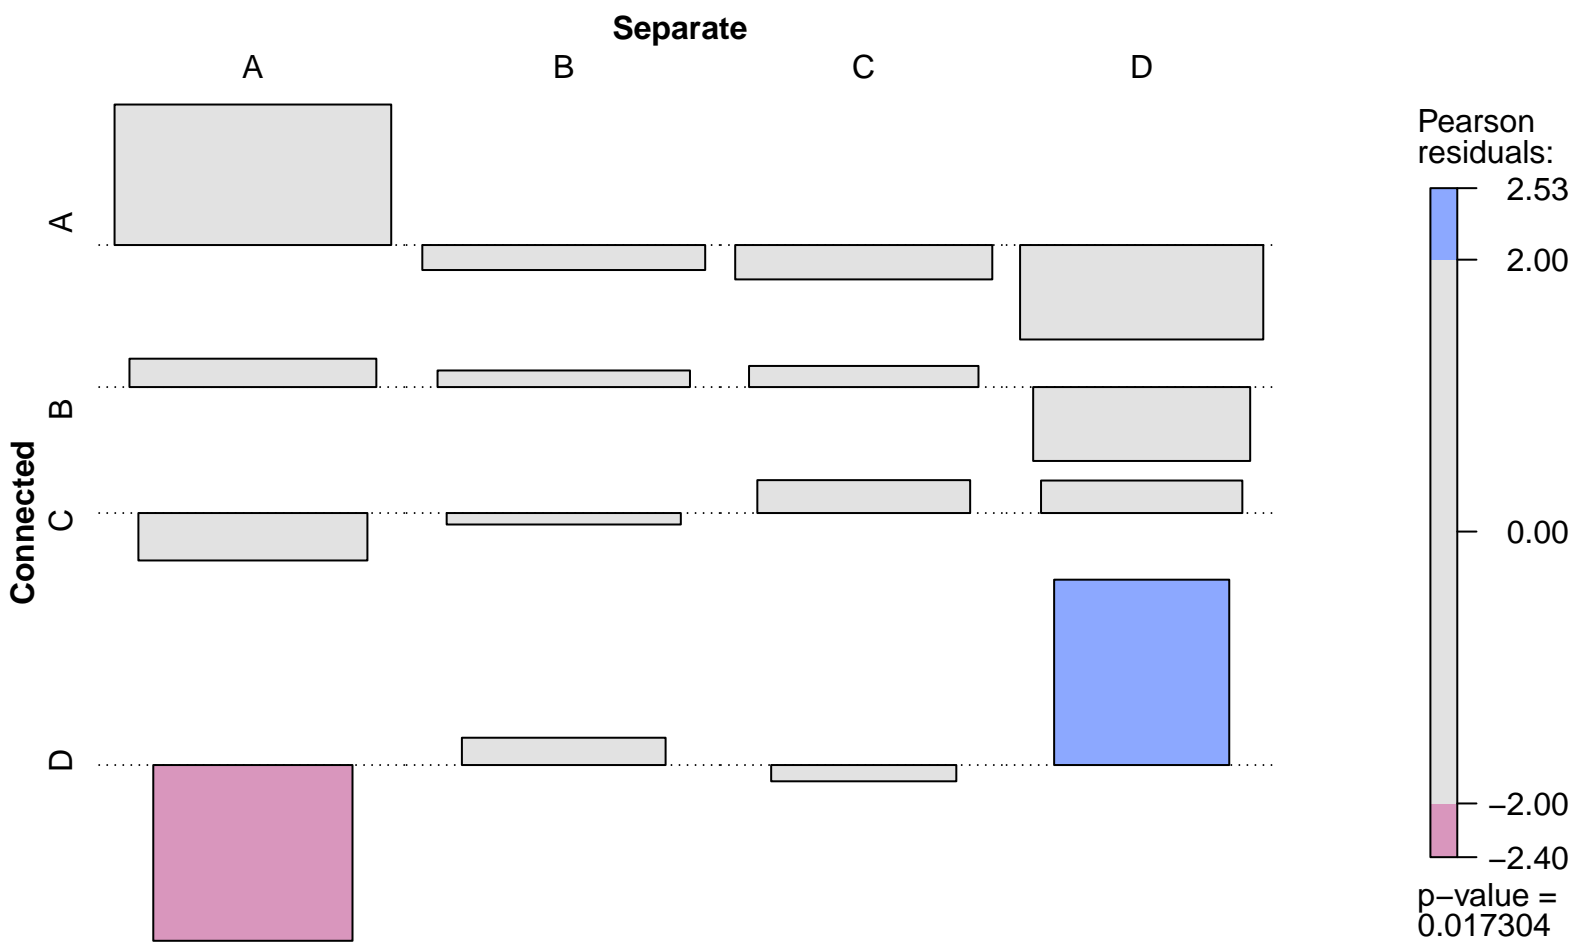 Separate
A B C D
A
B
C
D
Connected
Pearson
residuals:
2.53
2.00
0.00
−2.00
−2.40
p−value =
0.017304